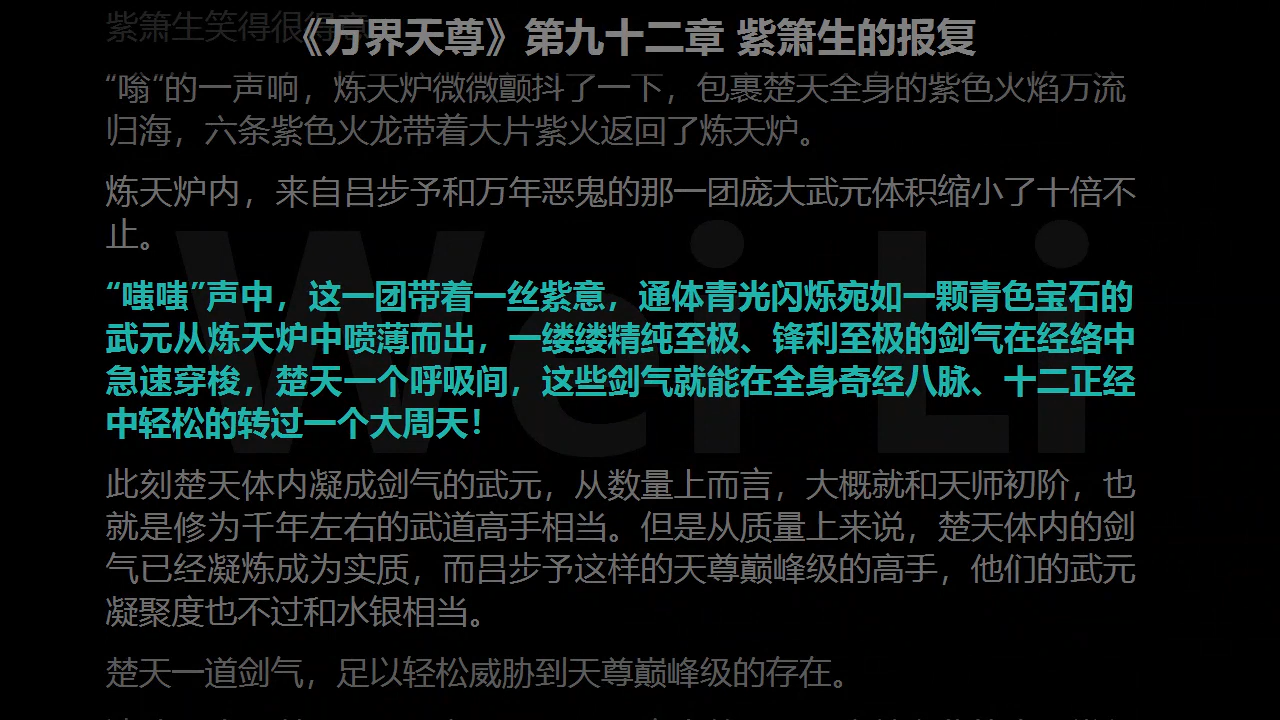 紫箫生笑得很得意
《万界天尊》第九十二章 紫箫生的报复
“嗡“的一声响，炼天炉微微颤抖了一下，包裹楚天全身的紫色火焰万流
归海，六条紫色火龙带着大片紫火返回了炼天炉。
炼天炉内，来自吕步予和万年恶鬼的那一团庞大武元体积缩小了十倍不
止。
“嗤嗤”声中，这一团带着一丝紫意，通体青光闪烁宛如一颗青色宝石的
武元从炼天炉中喷薄而出，一缕缕精纯至极、锋利至极的剑气在经络中
急速穿梭，楚天一个呼吸间，这些剑气就能在全身奇经八脉、十二正经
中轻松的转过一个大周天！
此刻楚天体内凝成剑气的武元，从数量上而言，大概就和天师初阶，也
就是修为千年左右的武道高手相当。但是从质量上来说，楚天体内的剑
气已经凝炼成为实质，而吕步予这样的天尊巅峰级的高手，他们的武元
凝聚度也不过和水银相当。
楚天一道剑气，足以轻松威胁到天尊巅峰级的存在。
Wei Li